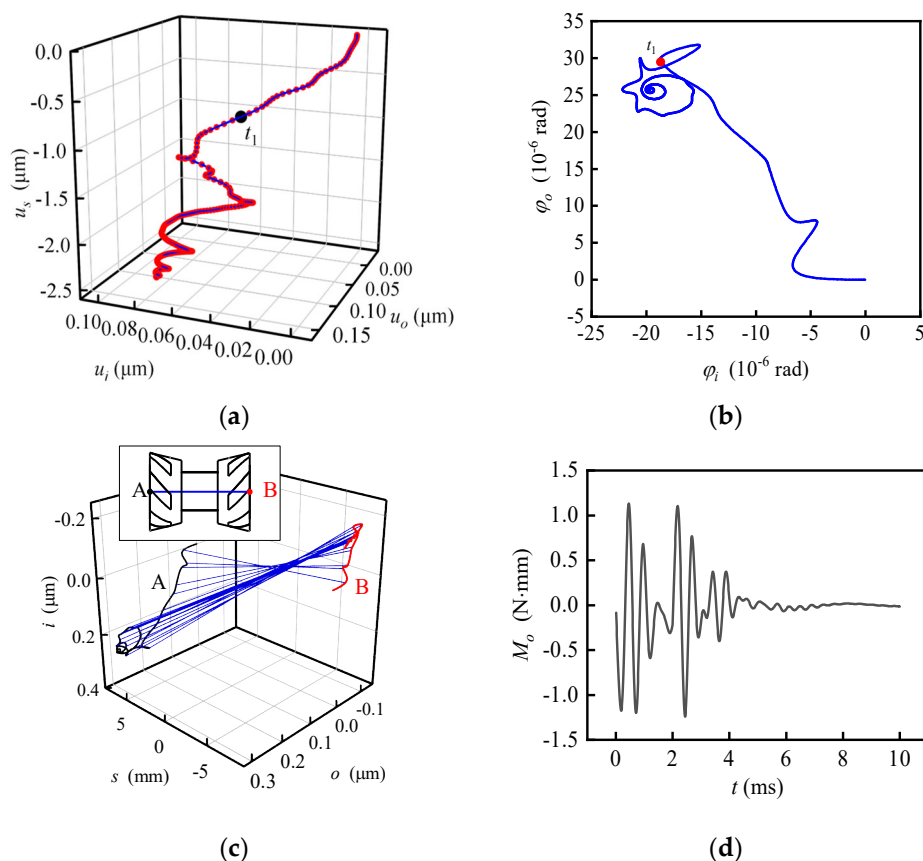 0.0
-0.5
-1.0
-1.5
-2.0
-2.5
u_s (μm)
t_1
0.10 0.08 0.06 0.04 0.02 0.00
u_i (μm)
0.00
0.05
0.10
0.15
u_o (μm)
(a)
35
30
25
20
15
10
5
0
-5
φ_o (10^-6 rad)
t_1
-25 -20 -15 -10 -5 0 5
φ_i (10^-6 rad)
(b)
A B
-0.2
0.0
0.2
0.4
i (μm)
A
B
5
0
-5
s (mm)
-0.1
0.0
0.1
0.2
0.3
o (μm)
(c)
1.5
1.0
0.5
0.0
-0.5
-1.0
-1.5
M_o (N·mm)
0 2 4 6 8 10
t (ms)
(d)